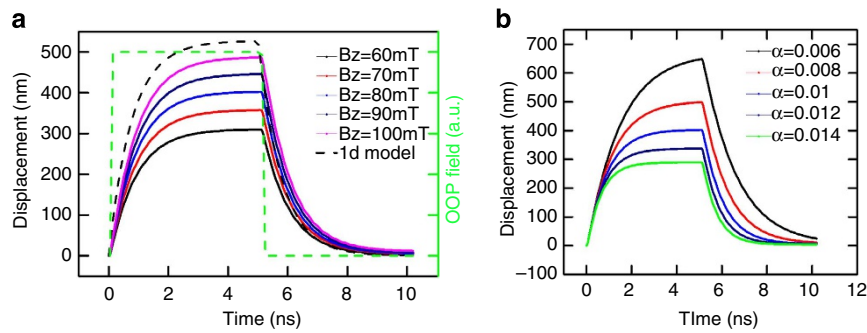 a
500
400
300
200
100
0
Displacement (nm)
0
2
4
6
8
10
Time (ns)
OOP field (a.u.)
Bz=60mT
Bz=70mT
Bz=80mT
Bz=90mT
Bz=100mT
1d model
b
700
600
500
400
300
200
100
0
−100
Displacement (nm)
0
2
4
6
8
10
12
TIme (ns)
α=0.006
α=0.008
α=0.01
α=0.012
α=0.014